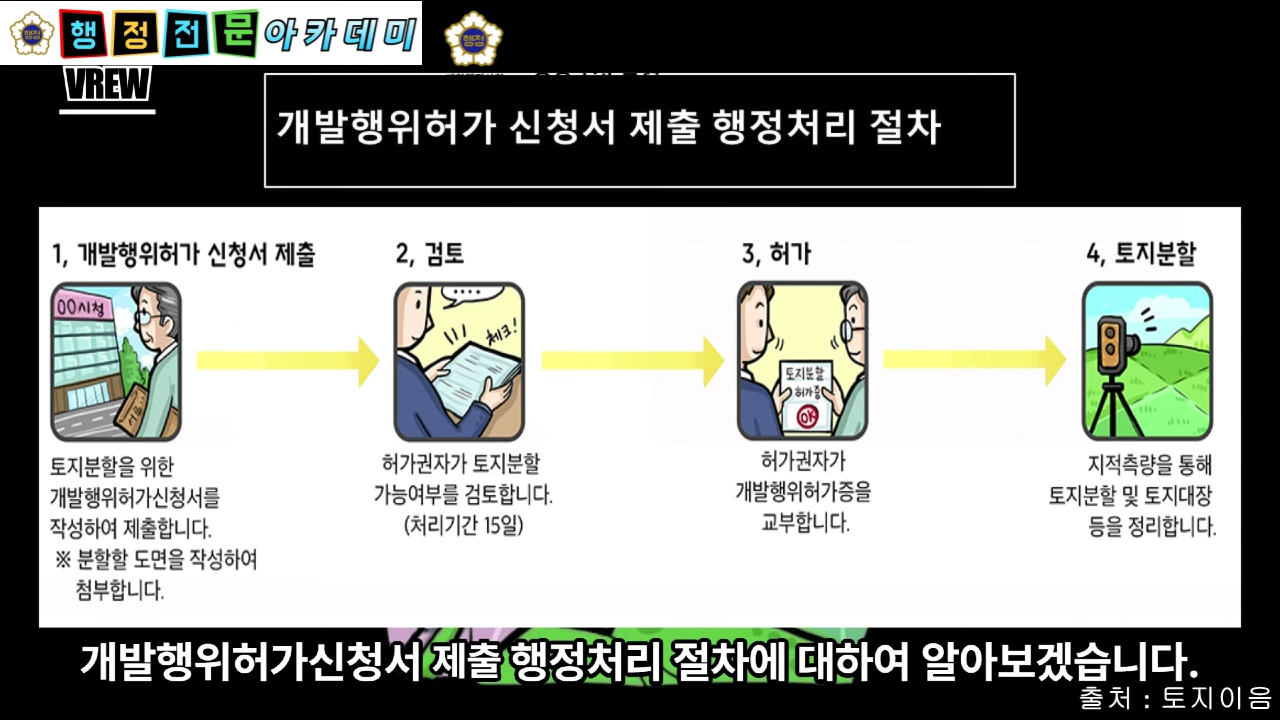 행정
행정전문아카데미
행정
VREW
개발행위허가 신청서 제출 행정처리 절차
1, 개발행위허가 신청서 제출
2, 검토
3, 허가
4, 토지분할
OO시청
체크!
토지분할
허가증
OK
토지분할을 위한
개발행위허가신청서를
작성하여 제출합니다.
※ 분할할 도면을 작성하여
첨부합니다.
허가권자가 토지분할
가능여부를 검토합니다.
(처리기간 15일)
허가권자가
개발행위허가증을
교부합니다.
지적측량을 통해
토지분할 및 토지대장
등을 정리합니다.
개발행위허가신청서 제출 행정처리 절차에 대하여 알아보겠습니다.
출처 : 토지이음